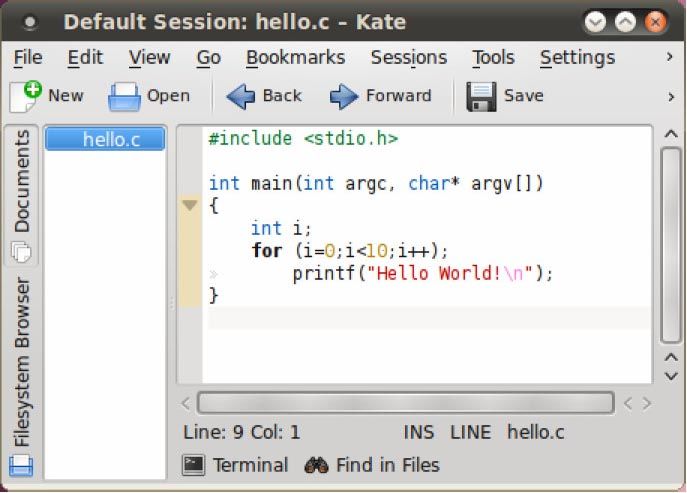 Default Session: hello.c – Kate
File Edit View Go Bookmarks Sessions Tools Settings
New Open Back Forward Save
Documents
Filesystem Browser
hello.c
#include <stdio.h>
int main(int argc, char* argv[])
{
    int i;
    for (i=0;i<10;i++);
»       printf("Hello World!\n");
}
Line: 9 Col: 1 INS LINE hello.c
Terminal Find in Files